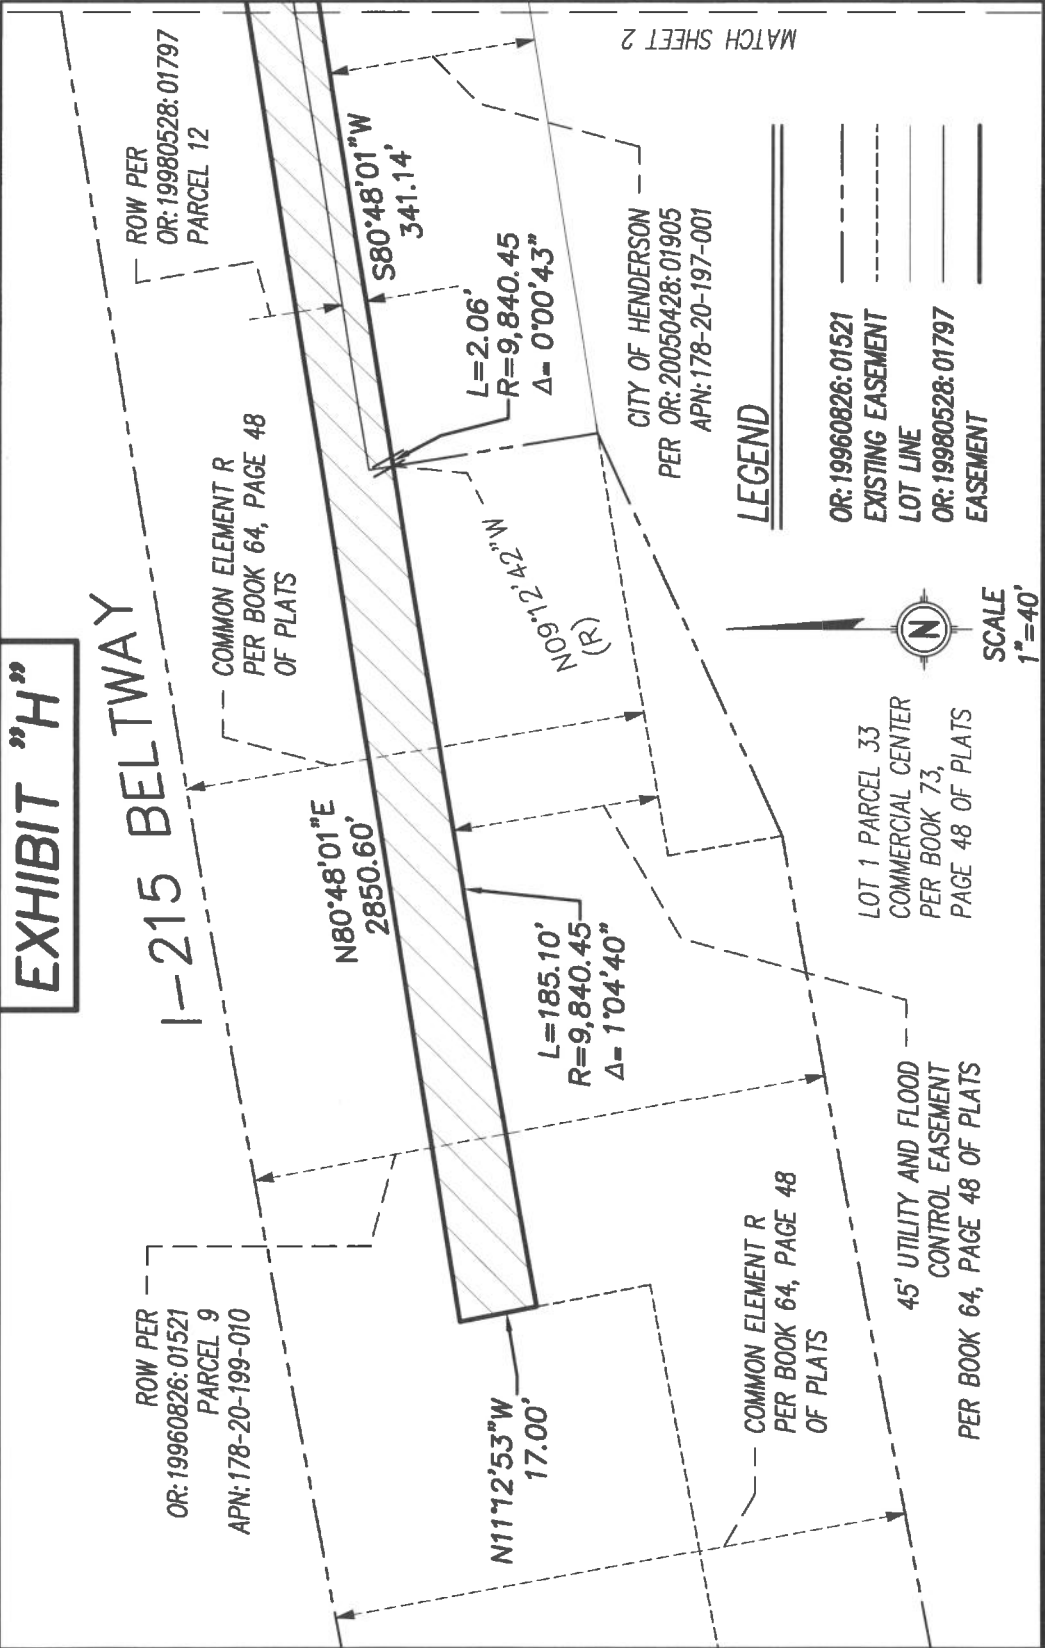 EXHIBIT "H"
I-215 BELTWAY
ROW PER
OR:19960826:01521
PARCEL 9
APN:178-20-199-010
COMMON ELEMENT R
PER BOOK 64, PAGE 48
OF PLATS
ROW PER
OR:19980528:01797
PARCEL 12
N80°48'01"E
2850.60'
S80°48'01"W
341.14'
MATCH SHEET 2
L=2.06'
R=9,840.45
Δ= 0°00'43"
N09°12'42"W
(R)
L=185.10'
R=9,840.45
Δ= 1°04'40"
N11°12'53"W
17.00'
CITY OF HENDERSON
PER OR:20050428:01905
APN:178-20-197-001
COMMON ELEMENT R
PER BOOK 64, PAGE 48
OF PLATS
45' UTILITY AND FLOOD
CONTROL EASEMENT
PER BOOK 64, PAGE 48 OF PLATS
LOT 1 PARCEL 33
COMMERCIAL CENTER
PER BOOK 73,
PAGE 48 OF PLATS
N
SCALE
1"=40'
LEGEND
OR:19960826:01521
EXISTING EASEMENT
LOT LINE
OR:19980528:01797
EASEMENT